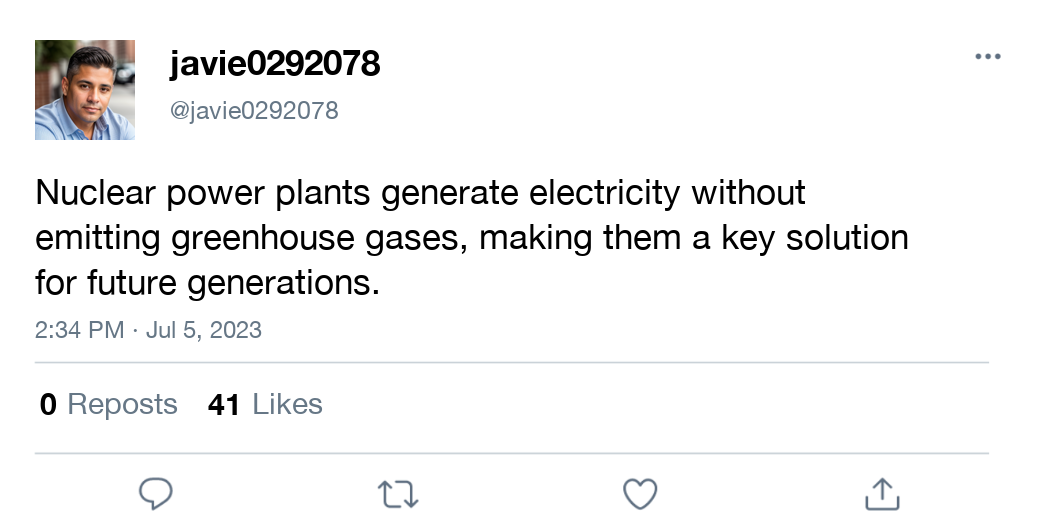 javie0292078
@javie0292078
Nuclear power plants generate electricity without
emitting greenhouse gases, making them a key solution
for future generations.
2:34 PM · Jul 5, 2023
0 Reposts 41 Likes